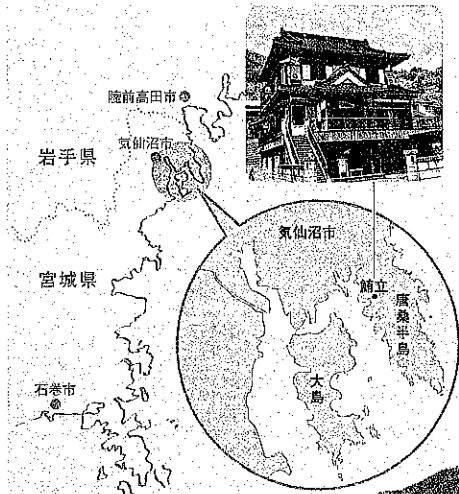 陸前高田市
気仙沼市
岩手県
宮城県
石巻市
気仙沼市
鮪立
唐桑半島
大島